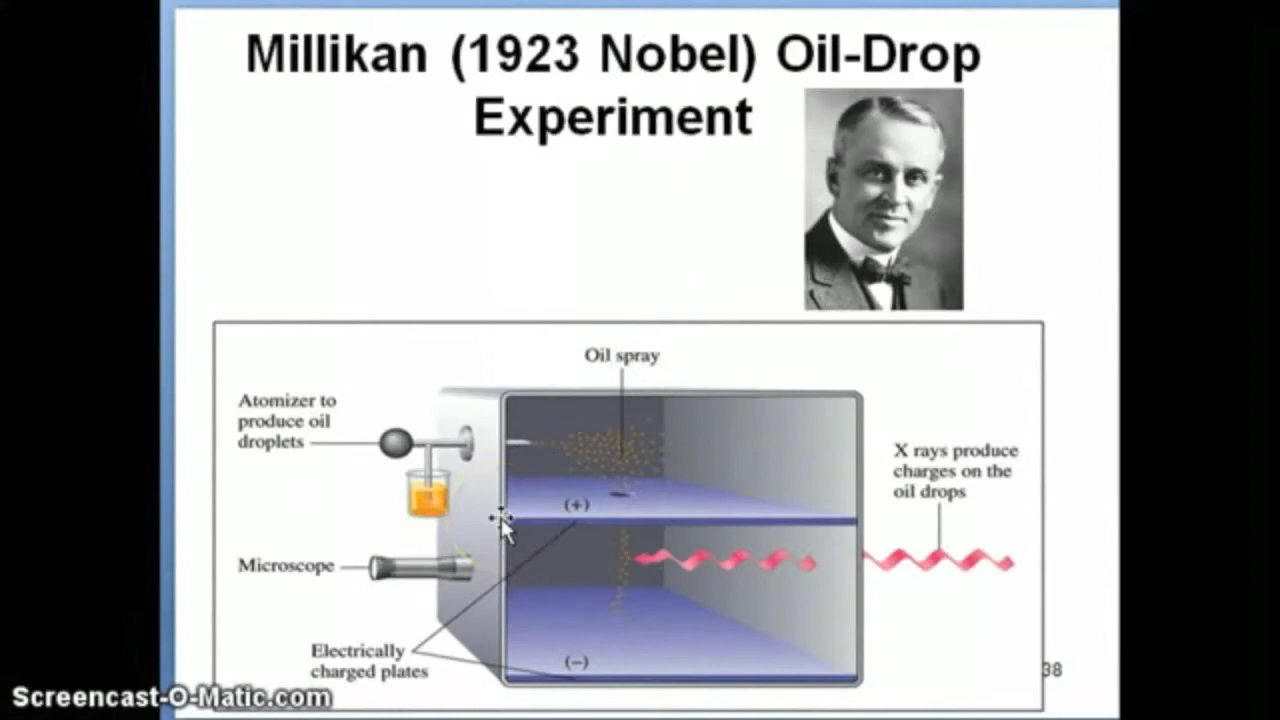 Millikan (1923 Nobel) Oil-Drop
Experiment
Oil spray
Atomizer to
produce oil
droplets
X rays produce
charges on the
oil drops
(+)
Microscope
Electrically
charged plates
(−)
38
Screencast-O-Matic.com